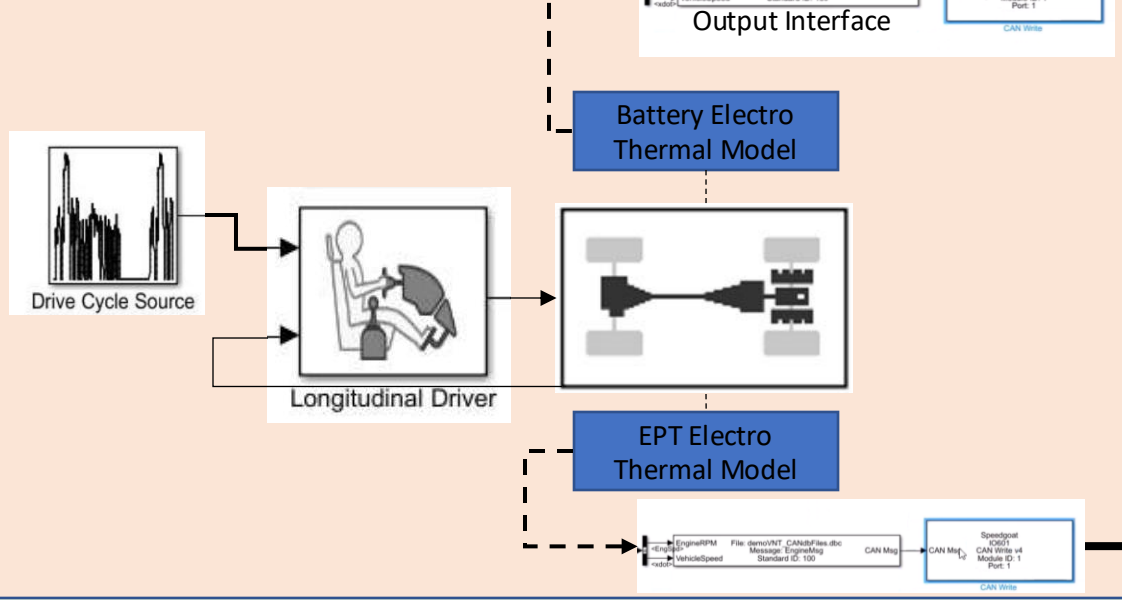 Port: 1
Output Interface
CAN Write
Battery Electro
Thermal Model
Drive Cycle Source
Longitudinal Driver
EPT Electro
Thermal Model
EngineRPM
<EngSpd>
VehicleSpeed
<xdot>
File: demoVNT_CANdbFiles.dbc
Message: EngineMsg
Standard ID: 100
CAN Msg
CAN Msg
Speedgoat
IO601
CAN Write v4
Module ID: 1
Port: 1
CAN Write